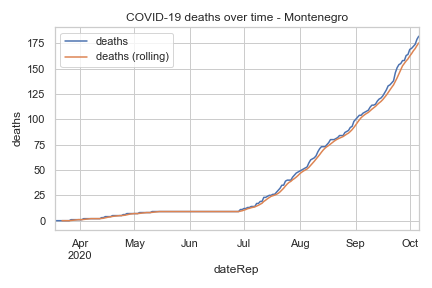 COVID-19 deaths over time - Montenegro
deaths
deaths (rolling)
175
150
125
100
75
50
25
0
deaths
Apr May Jun Jul Aug Sep Oct
2020
dateRep